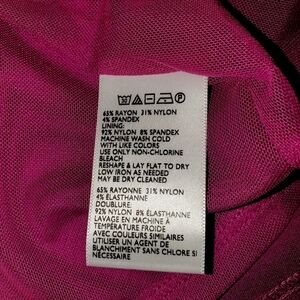 65% RAYON 31% NYLON
4% SPANDEX
LINING:
92% NYLON 8% SPANDEX
MACHINE WASH COLD
WITH LIKE COLORS
USE ONLY NON-CHLORINE
BLEACH
RESHAPE & LAY FLAT TO DRY
LOW IRON AS NEEDED
MAY BE DRY CLEANED
65% RAYONNE 31% NYLON
4% ÉLASTHANNE
DOUBLURE:
92% NYLON 8% ÉLASTHANNE
LAVAGE EN MACHINE À
TEMPÉRATURE FROIDE
AVEC COULEURS SIMILAIRES
UTILISER UN AGENT DE
BLANCHIMENT SANS CHLORE SI
NÉCESSAIRE